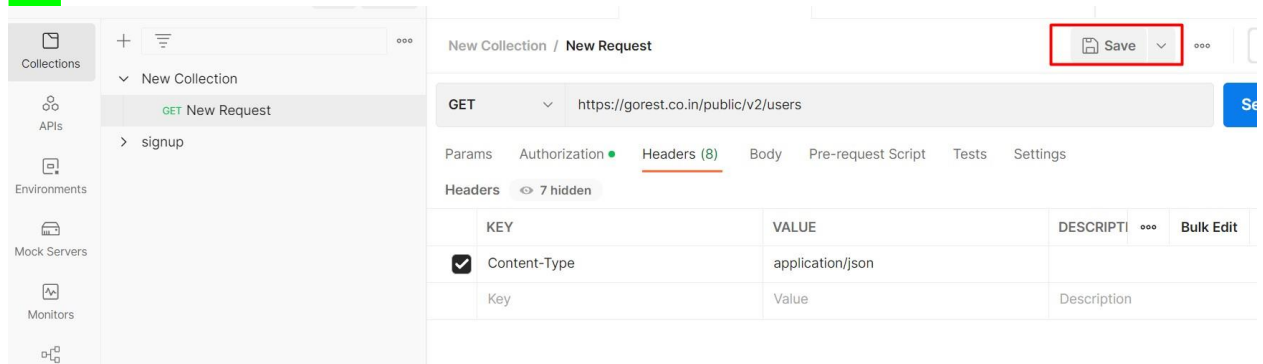 Collections
APIs
Environments
Mock Servers
Monitors
New Collection
GET New Request
signup
New Collection / New Request
Save
GET
https://gorest.co.in/public/v2/users
Params Authorization Headers (8) Body Pre-request Script Tests Settings
Headers 7 hidden
KEY VALUE DESCRIPTI Bulk Edit
Content-Type application/json
Key Value Description